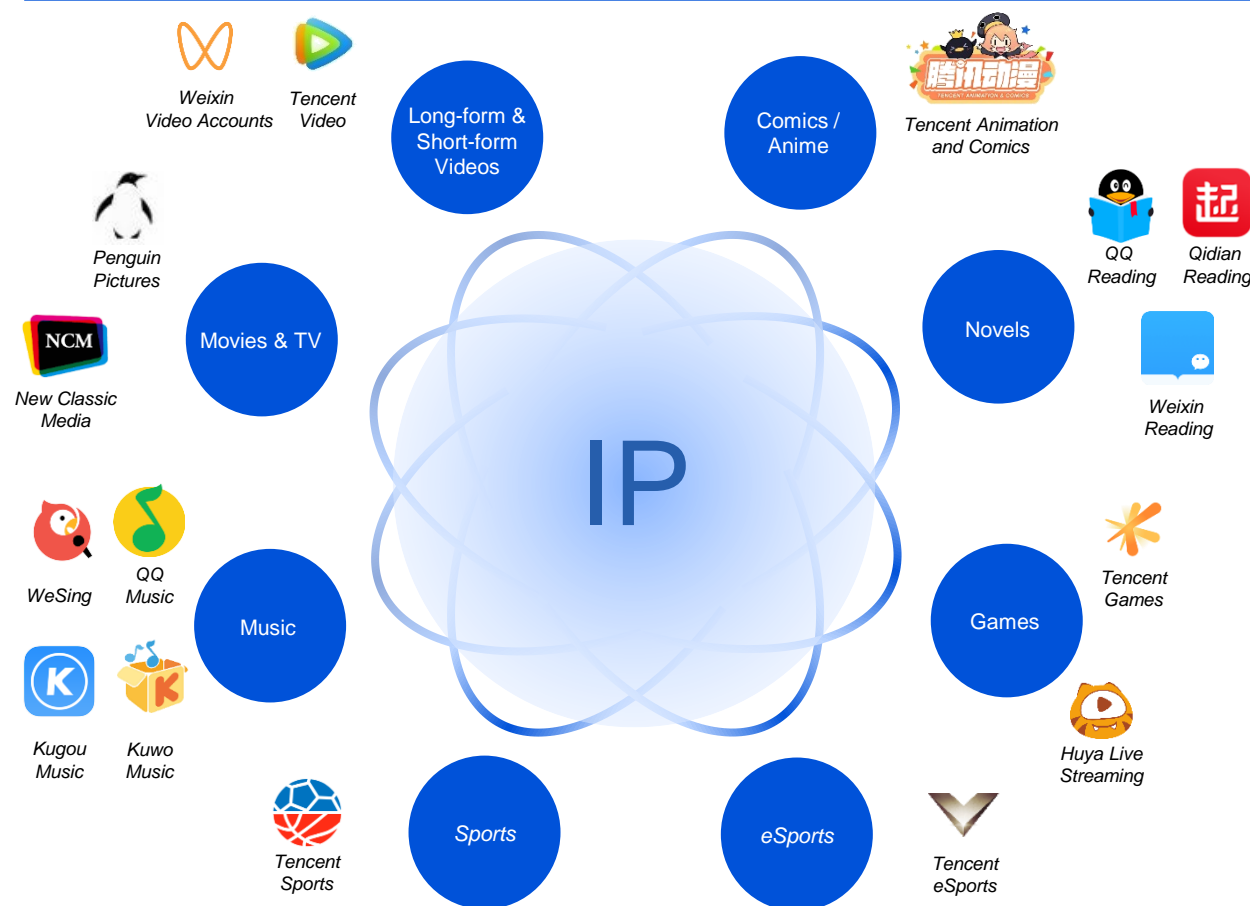 Weixin
Video Accounts
Tencent
Video
Long-form &
Short-form
Videos
Comics /
Anime
腾讯动漫
TENCENT ANIMATION & COMICS
Tencent Animation
and Comics
Penguin
Pictures
起
QQ
Reading
Qidian
Reading
Movies & TV
Novels
NCM
New Classic
Media
Weixin
Reading
IP
WeSing
QQ
Music
Music
Tencent
Games
Games
K
Kugou
Music
K
Kuwo
Music
Huya Live
Streaming
Tencent
Sports
Sports
eSports
Tencent
eSports